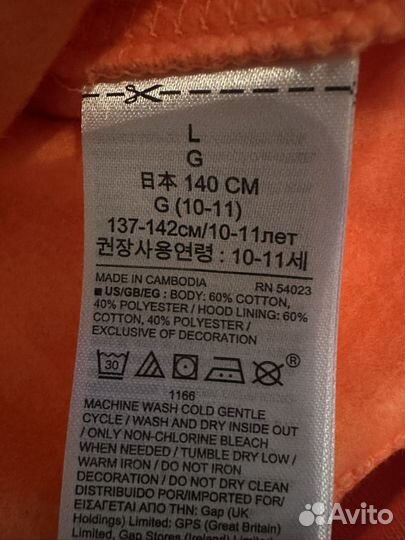 L
G
日本 140 CM
G (10-11)
137-142см/10-11лет
권장사용연령 : 10-11세
MADE IN CAMBODIA RN 54023
■ US/GB/EG : BODY: 60% COTTON,
40% POLYESTER / HOOD LINING: 60%
COTTON, 40% POLYESTER /
EXCLUSIVE OF DECORATION
30
®
1166
MACHINE WASH COLD GENTLE
CYCLE / WASH AND DRY INSIDE OUT
/ ONLY NON-CHLORINE BLEACH
WHEN NEEDED / TUMBLE DRY LOW /
WARM IRON / DO NOT IRON
DECORATION / DO NOT DRY CLEAN
DISTRIBUIDO POR/IMPORTADO POR/
ΕΙΣΑΓΕΤΑΙ ΑΠΟ: Gap (UK
Holdings) Limited: GPS (Great
Britain) Limited, Gap Stores (Ireland) Limited
Avito